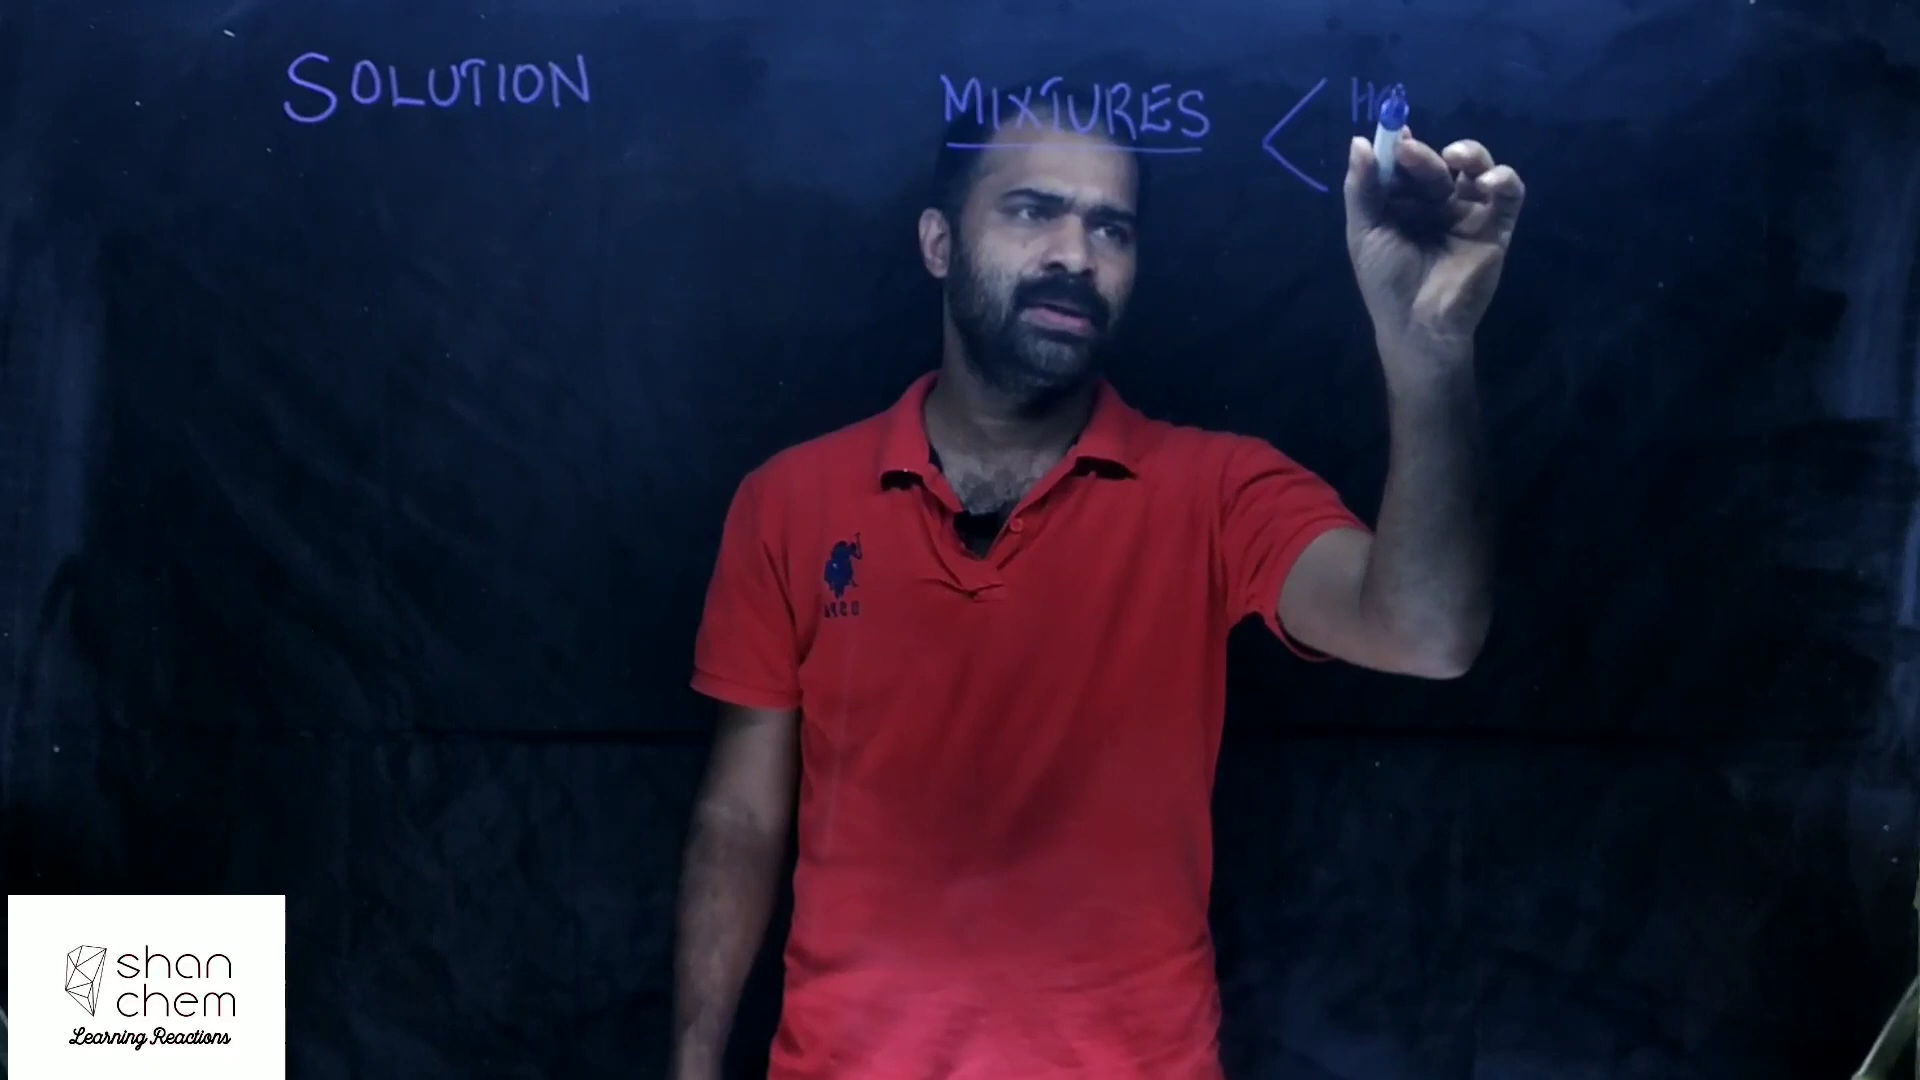 SOLUTION
MIXTURES
shan
chem
Learning Reactions